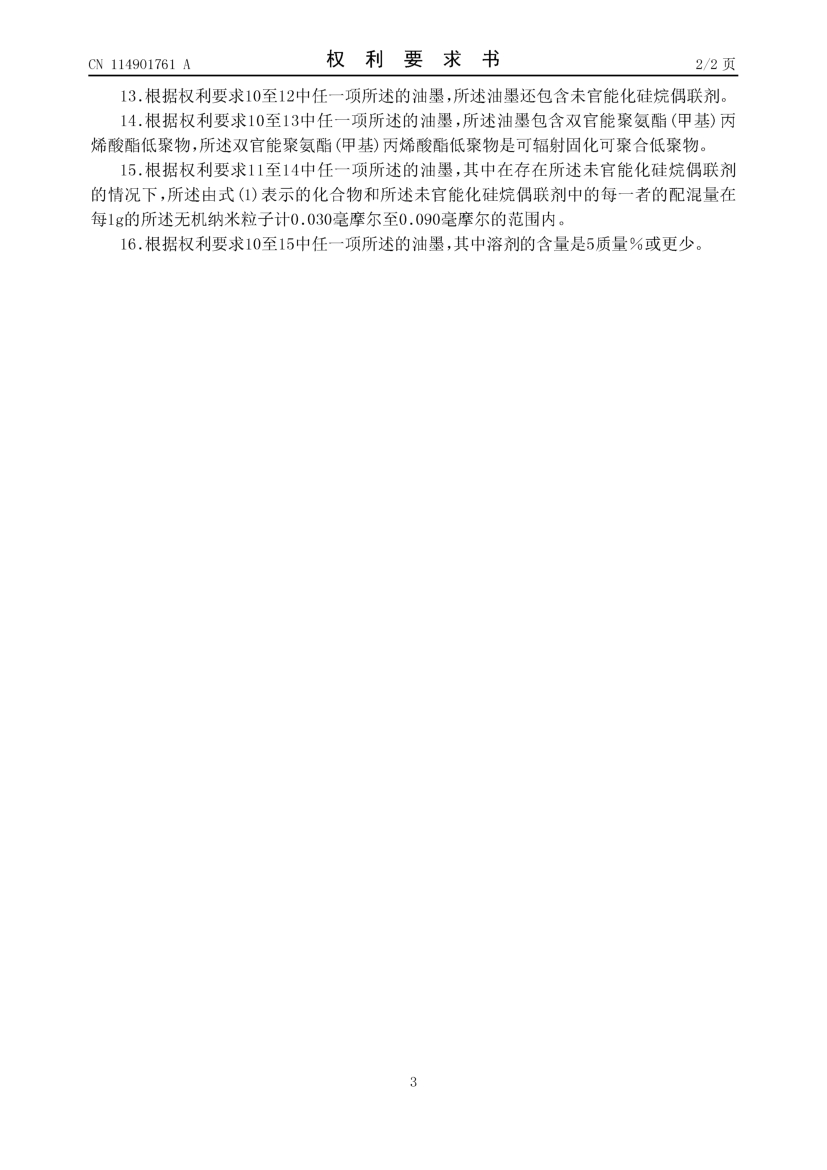 CN 114901761 A
权利要求书
2/2 页
13.根据权利要求10至12中任一项所述的油墨,所述油墨还包含未官能化硅烷偶联剂。
14.根据权利要求10至13中任一项所述的油墨,所述油墨包含双官能聚氨酯(甲基)丙
烯酸酯低聚物,所述双官能聚氨酯(甲基)丙烯酸酯低聚物是可辐射固化可聚合低聚物。
15.根据权利要求11至14中任一项所述的油墨,其中在存在所述未官能化硅烷偶联剂
的情况下,所述由式(1)表示的化合物和所述未官能化硅烷偶联剂中的每一者的配混量在
每1g的所述无机纳米粒子计0.030毫摩尔至0.090毫摩尔的范围内。
16.根据权利要求10至15中任一项所述的油墨,其中溶剂的含量是5质量%或更少。
3